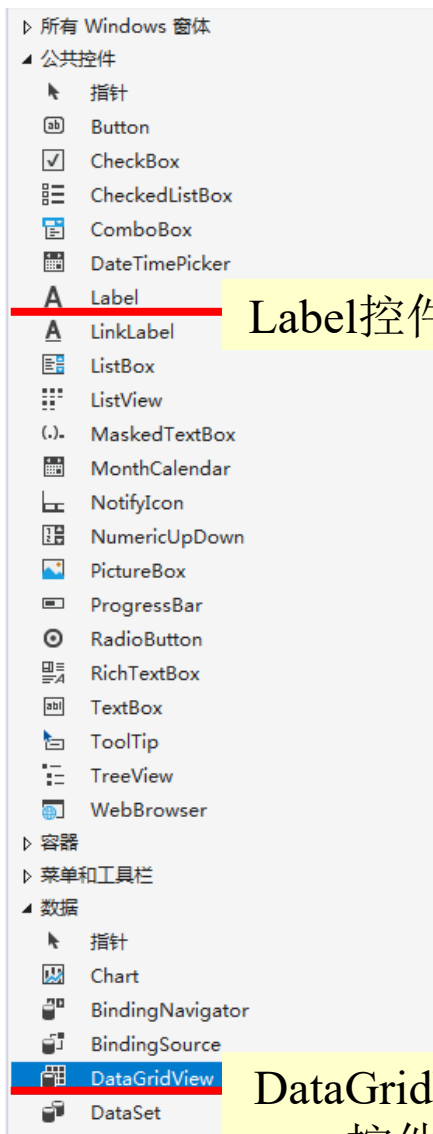 所有 Windows 窗体
公共控件
指针
Button
CheckBox
CheckedListBox
ComboBox
DateTimePicker
Label
Label控件
LinkLabel
ListBox
ListView
MaskedTextBox
MonthCalendar
NotifyIcon
NumericUpDown
PictureBox
ProgressBar
RadioButton
RichTextBox
TextBox
ToolTip
TreeView
WebBrowser
容器
菜单和工具栏
数据
指针
Chart
BindingNavigator
BindingSource
DataGridView
DataGrid
DataSet
控件